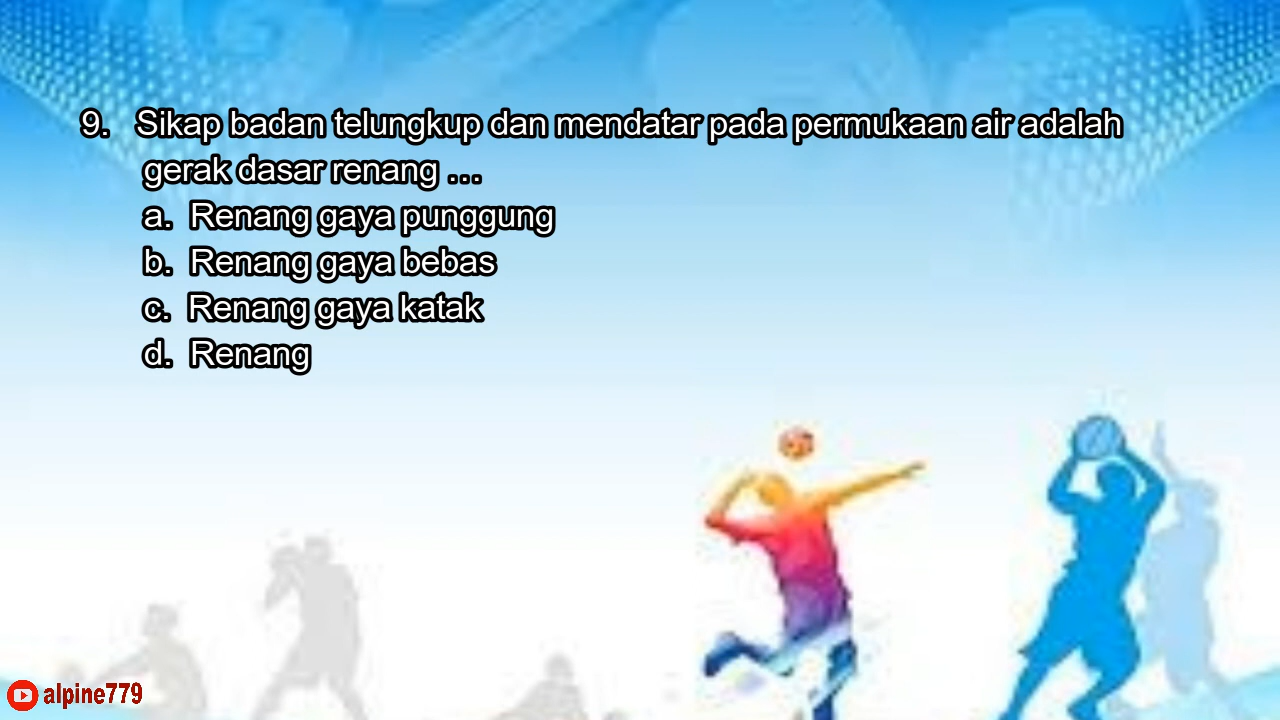 9. Sikap badan telungkup dan mendatar pada permukaan air adalah
gerak dasar renang ...
a. Renang gaya punggung
b. Renang gaya bebas
c. Renang gaya katak
d. Renang
alpine779